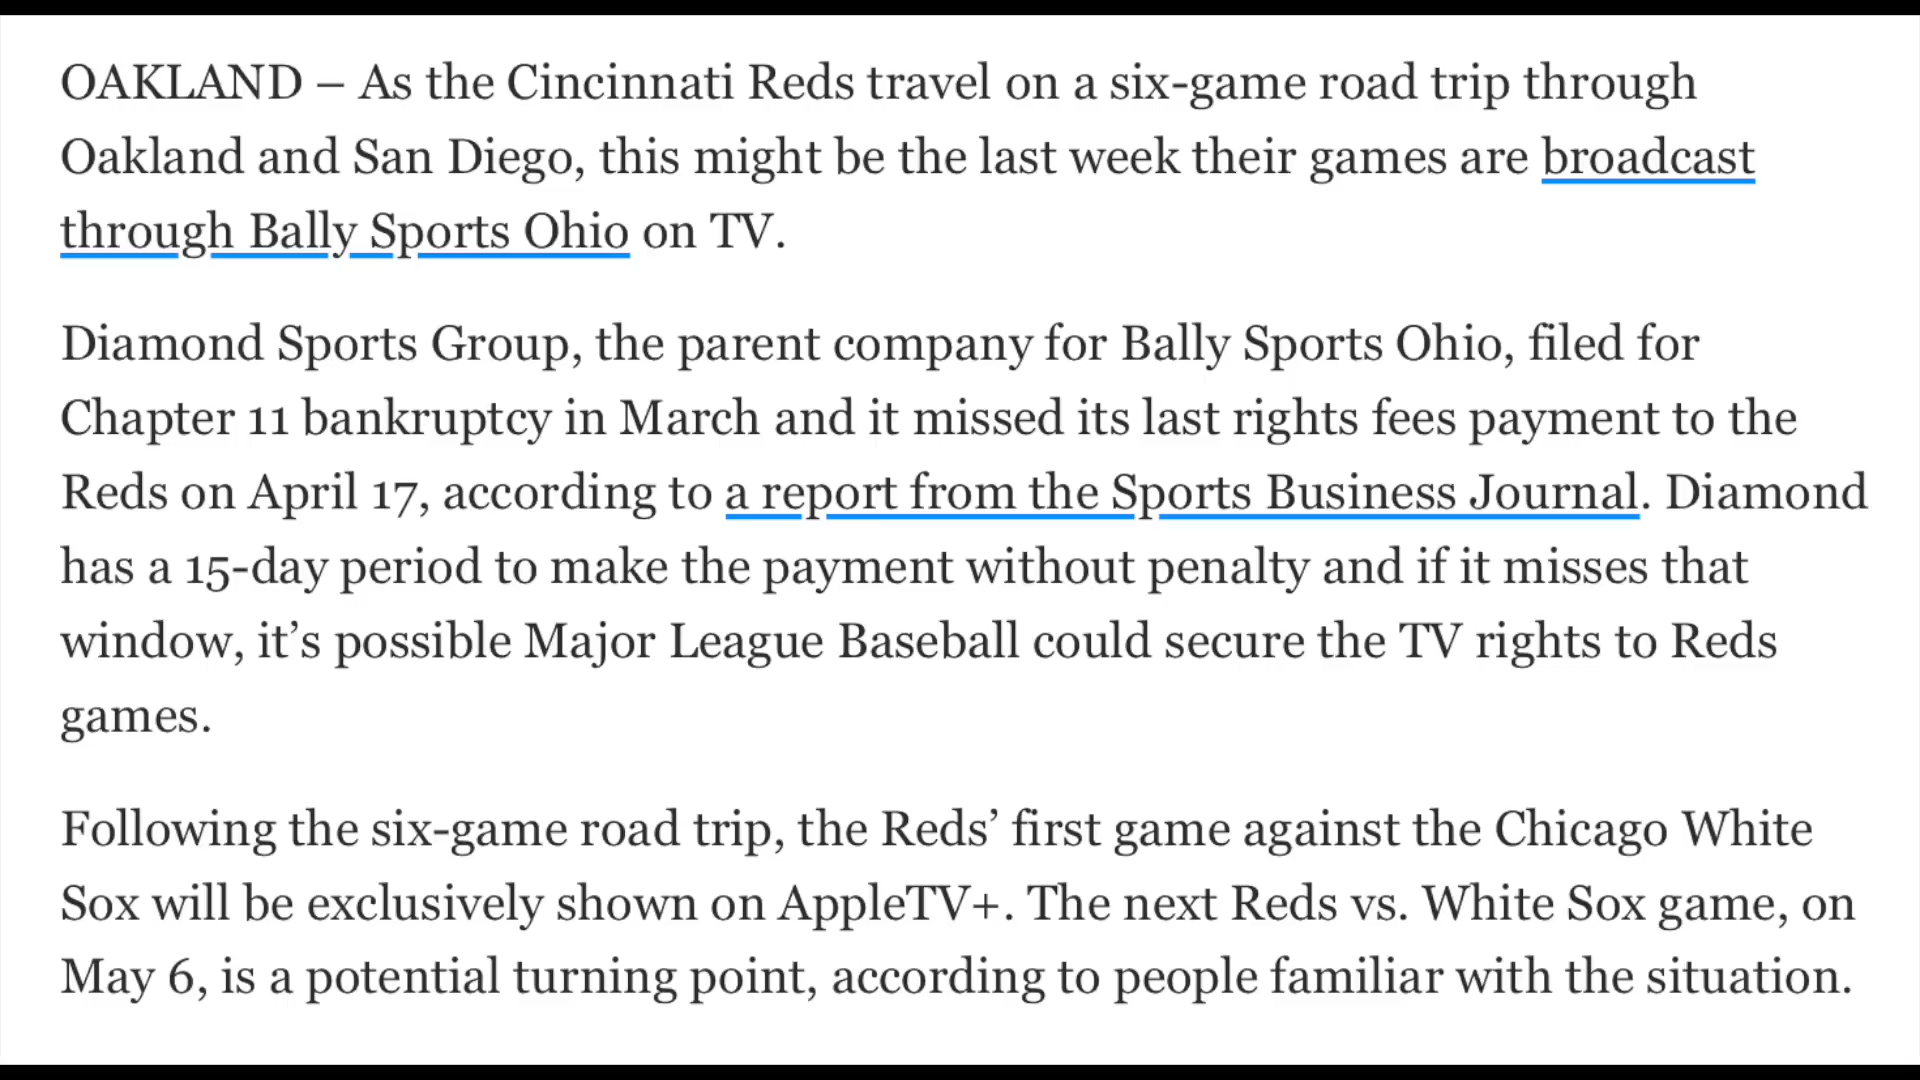 OAKLAND – As the Cincinnati Reds travel on a six-game road trip through
Oakland and San Diego, this might be the last week their games are broadcast
through Bally Sports Ohio on TV.
Diamond Sports Group, the parent company for Bally Sports Ohio, filed for
Chapter 11 bankruptcy in March and it missed its last rights fees payment to the
Reds on April 17, according to a report from the Sports Business Journal. Diamond
has a 15-day period to make the payment without penalty and if it misses that
window, it’s possible Major League Baseball could secure the TV rights to Reds
games.
Following the six-game road trip, the Reds’ first game against the Chicago White
Sox will be exclusively shown on AppleTV+. The next Reds vs. White Sox game, on
May 6, is a potential turning point, according to people familiar with the situation.